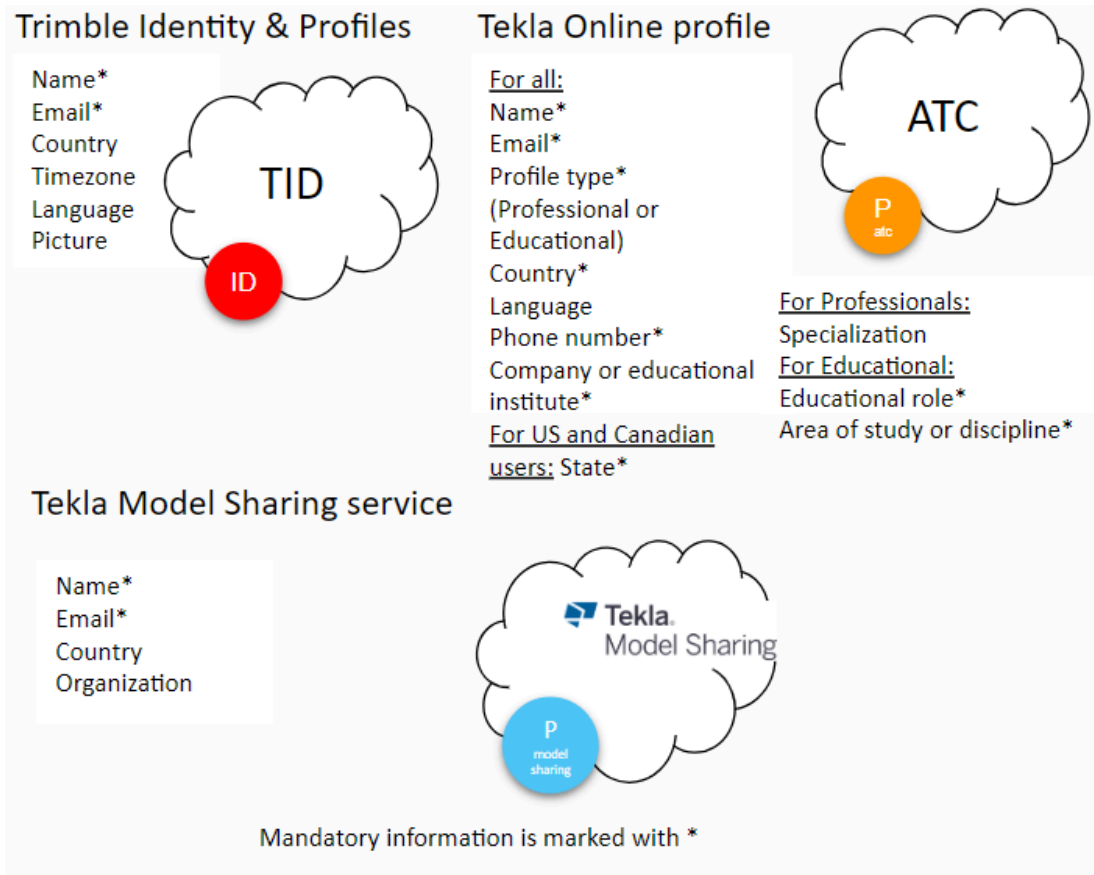 Trimble Identity & Profiles
Name*
Email*
Country
Timezone
Language
Picture
TID
ID
Tekla Online profile
For all:
Name*
Email*
Profile type*
(Professional or
Educational)
Country*
Language
Phone number*
Company or educational
institute*
For US and Canadian
users: State*
ATC
P
atc
For Professionals:
Specialization
For Educational:
Educational role*
Area of study or discipline*
Tekla Model Sharing service
Name*
Email*
Country
Organization
Tekla.
Model Sharing
P
model
sharing
Mandatory information is marked with *